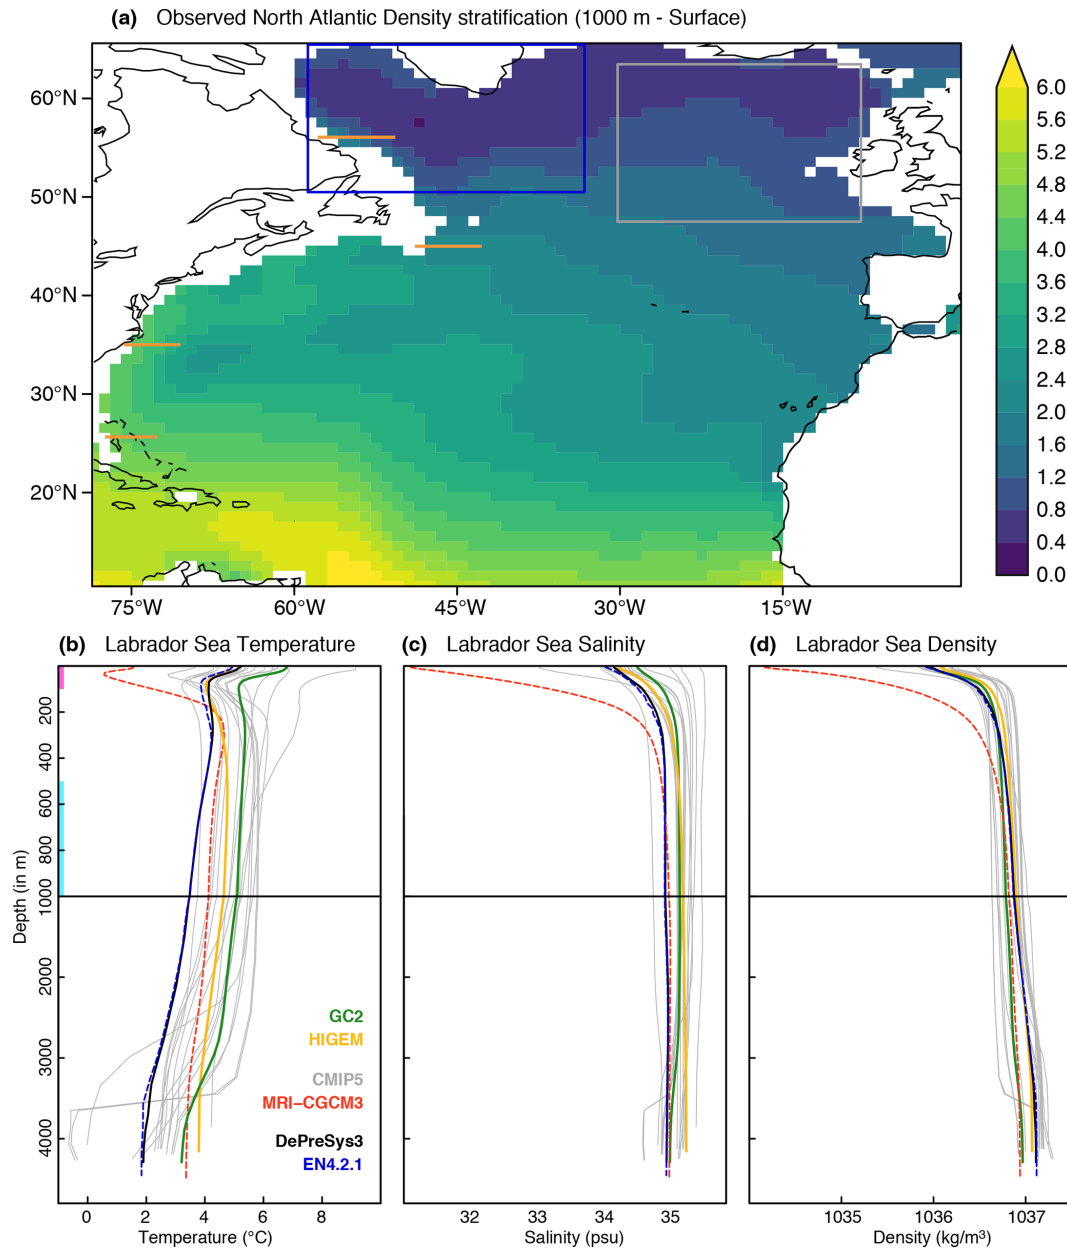 (a) Observed North Atlantic Density stratification (1000 m - Surface)
60°N
50°N
40°N
30°N
20°N
75°W 60°W 45°W 30°W 15°W
6.0
5.6
5.2
4.8
4.4
4.0
3.6
3.2
2.8
2.4
2.0
1.6
1.2
0.8
0.4
0.0
(b) Labrador Sea Temperature
Depth (in m)
200
400
600
800
1000
2000
3000
4000
GC2
HIGEM
CMIP5
MRI−CGCM3
DePreSys3
EN4.2.1
0 2 4 6 8
Temperature (°C)
(c) Labrador Sea Salinity
32 33 34 35
Salinity (psu)
(d) Labrador Sea Density
1035 1036 1037
Density (kg/m³)